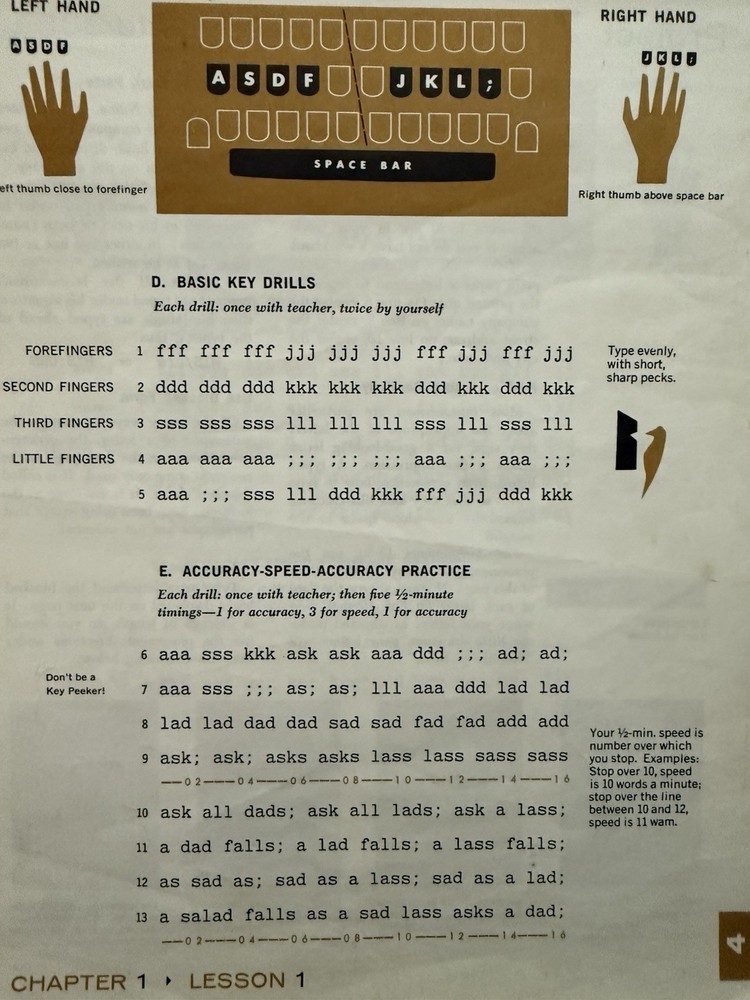 LEFT HAND
RIGHT HAND
A S D F
J K L ;
A S D F J K L ;
SPACE BAR
eft thumb close to forefinger
Right thumb above space bar
D. BASIC KEY DRILLS
Each drill: once with teacher, twice by yourself
FOREFINGERS 1 fff fff fff jjj jjj jjj fff jjj fff jjj
SECOND FINGERS 2 ddd ddd ddd kkk kkk kkk ddd kkk ddd kkk
THIRD FINGERS 3 sss sss sss lll lll lll sss lll sss lll
LITTLE FINGERS 4 aaa aaa aaa ;;; ;;; ;;; aaa ;;; aaa ;;;
5 aaa ;;; sss lll ddd kkk fff jjj ddd kkk
Type evenly,
with short,
sharp pecks.
E. ACCURACY-SPEED-ACCURACY PRACTICE
Each drill: once with teacher; then five ½-minute
timings—1 for accuracy, 3 for speed, 1 for accuracy
6 aaa sss kkk ask ask aaa ddd ;;; ad; ad;
Don't be a
Key Peeker!
7 aaa sss ;;; as; as; lll aaa ddd lad lad
8 lad lad dad dad sad sad fad fad add add
9 ask; ask; asks asks lass lass sass sass
—02—04—06—08—10—12—14—16
10 ask all dads; ask all lads; ask a lass;
11 a dad falls; a lad falls; a lass falls;
12 as sad as; sad as a lass; sad as a lad;
13 a salad falls as a sad lass asks a dad;
—02—04—06—08—10—12—14—16
Your ½-min. speed is
number over which
you stop. Examples:
Stop over 10, speed
is 10 words a minute;
stop over the line
between 10 and 12,
speed is 11 wam.
4
CHAPTER 1 ‣ LESSON 1